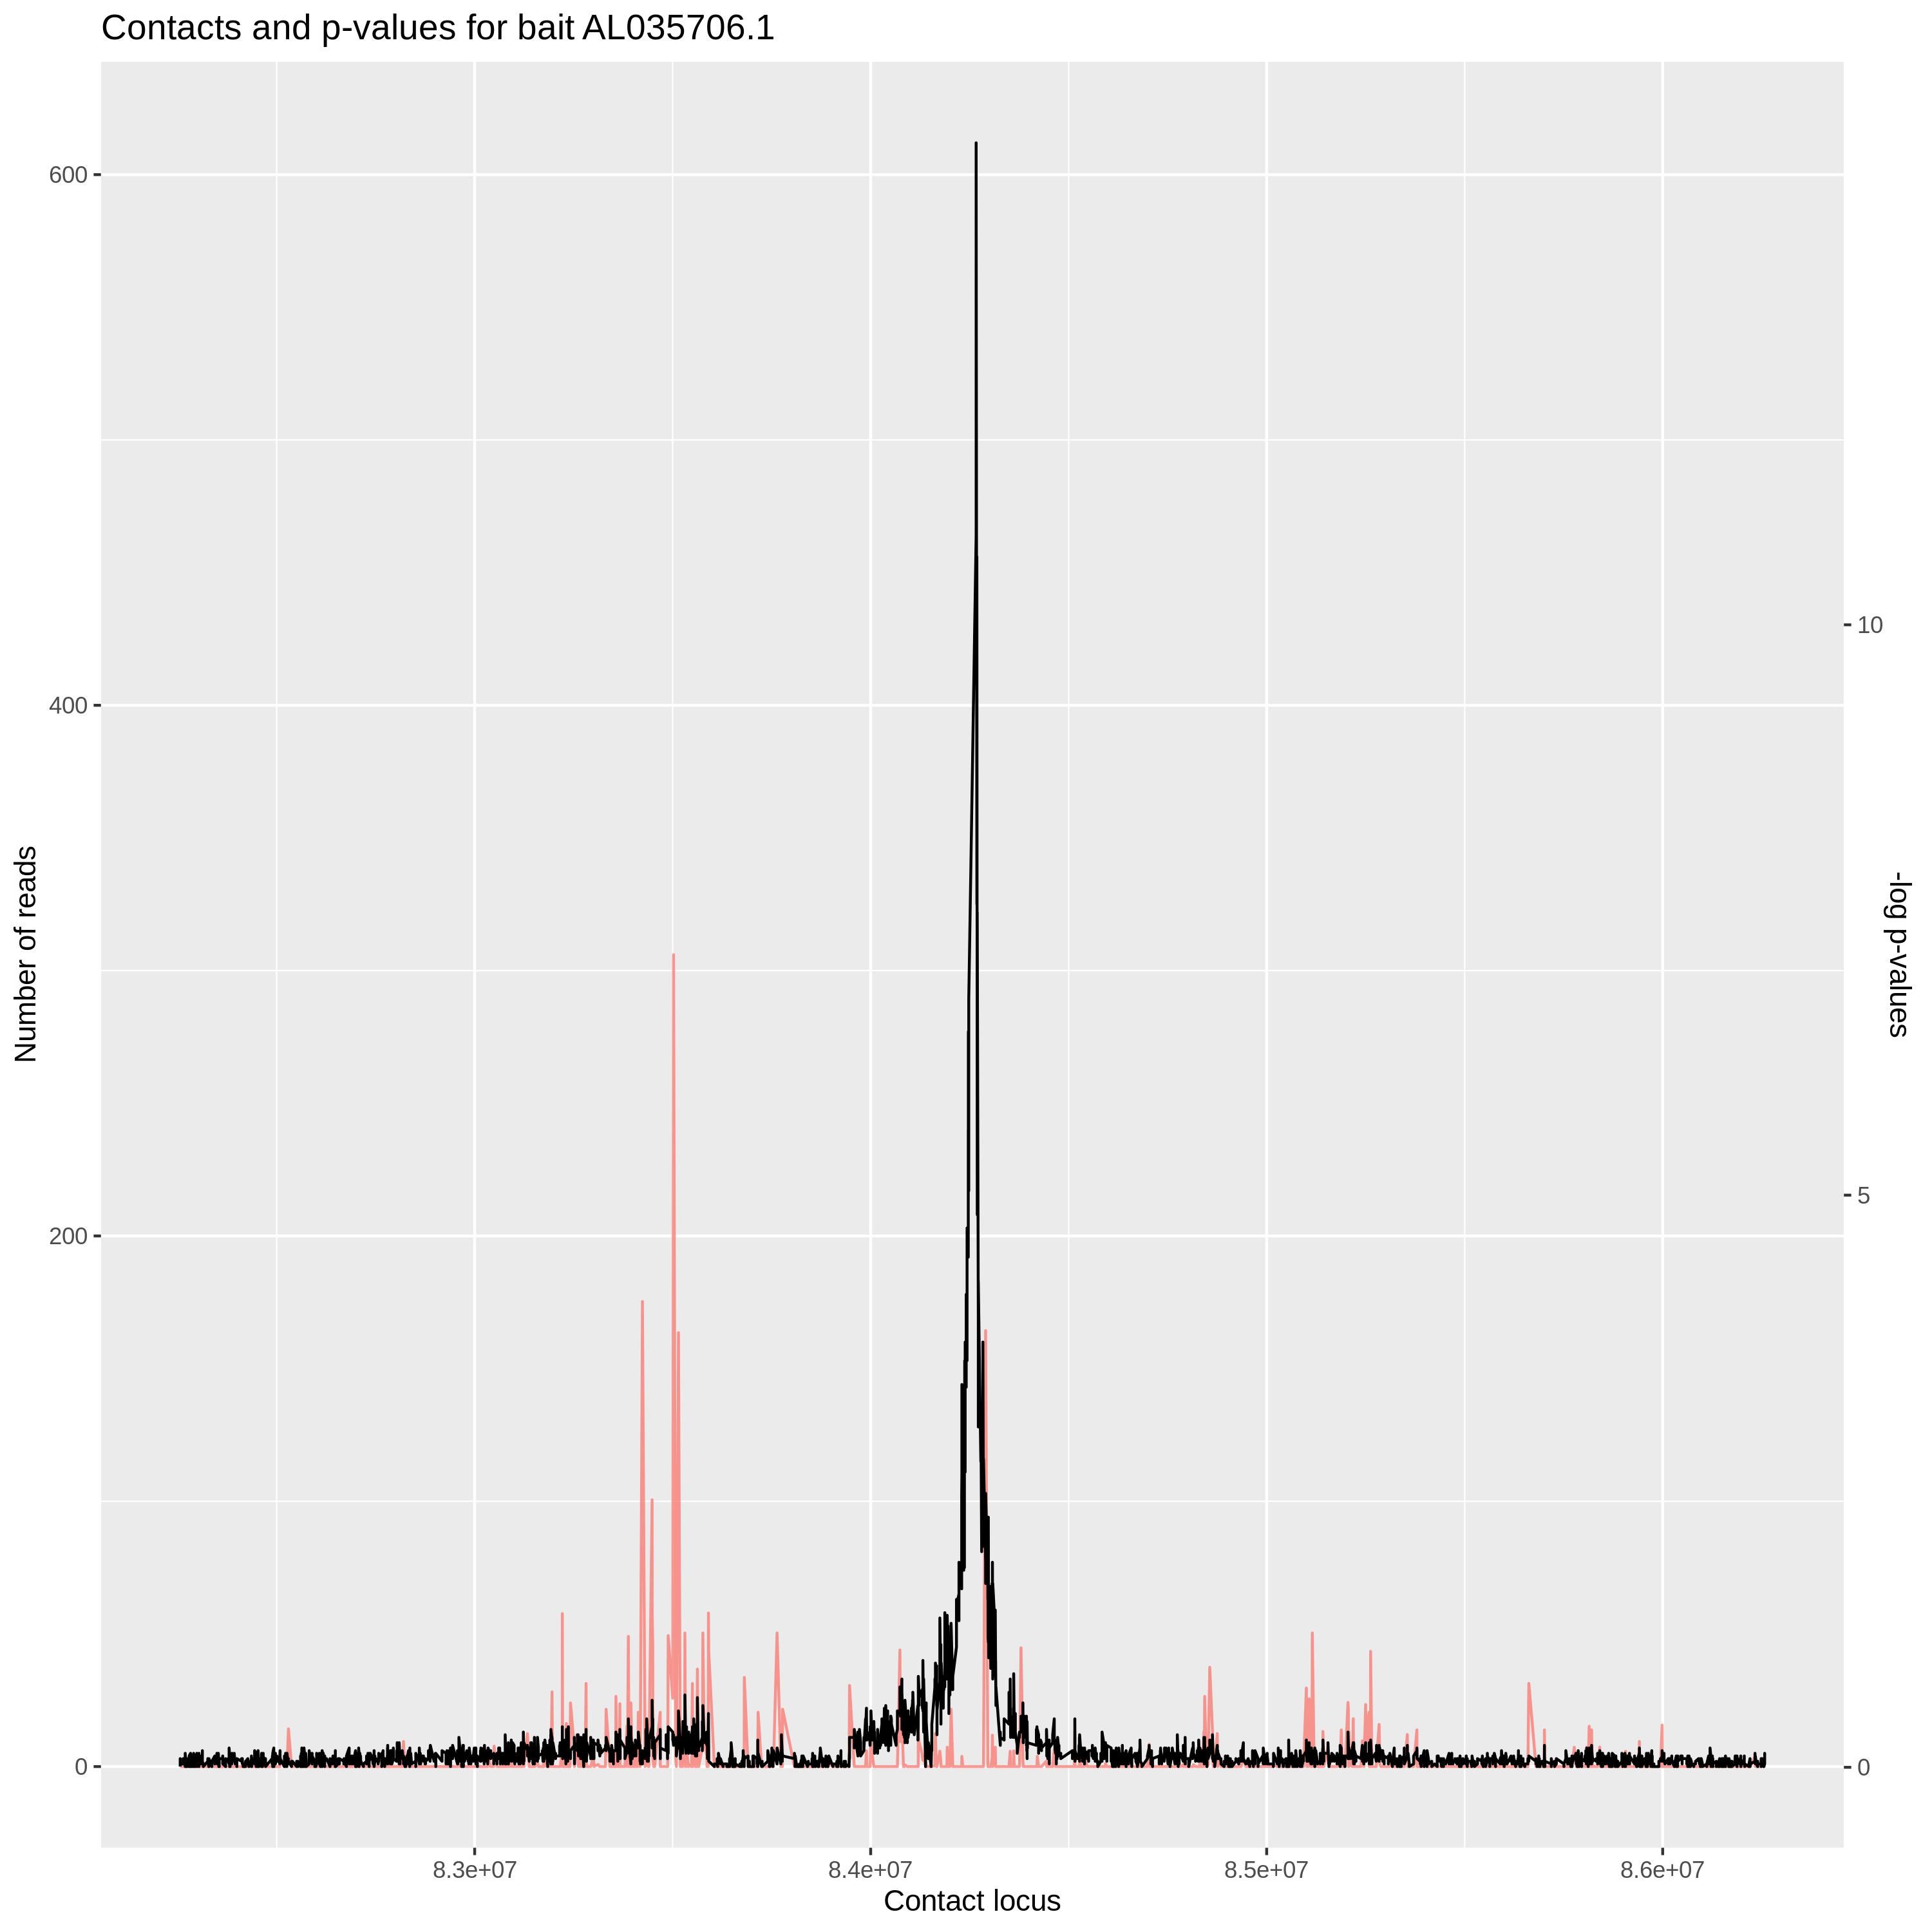 Contacts and p-values for bait AL035706.1
600
400
200
0
Number of reads
10
5
0
-log p-values
8.3e+07
8.4e+07
8.5e+07
8.6e+07
Contact locus